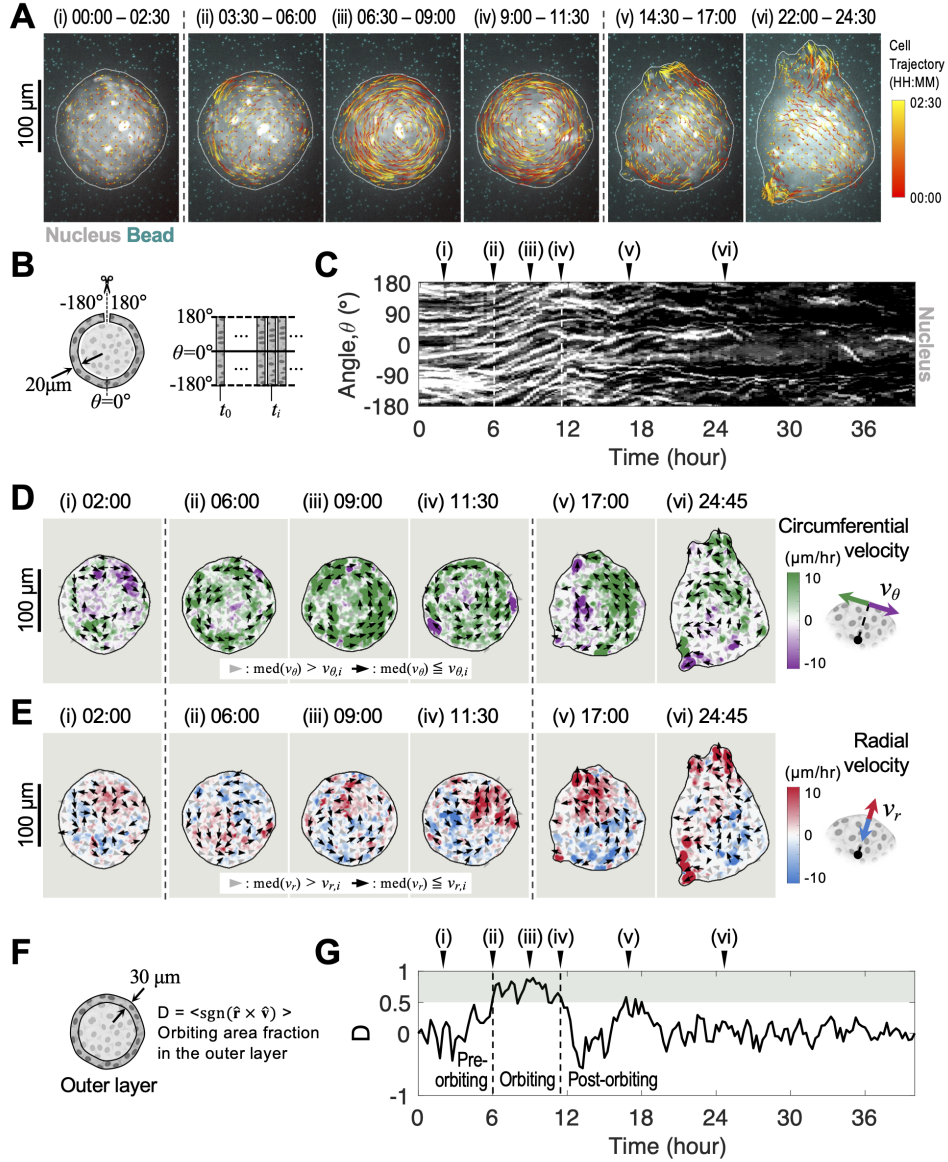 A
(i) 00:00 – 02:30 (ii) 03:30 – 06:00 (iii) 06:30 – 09:00 (iv) 9:00 – 11:30 (v) 14:30 – 17:00 (vi) 22:00 – 24:30
100 μm
Cell
Trajectory
(HH:MM)
02:30
00:00
Nucleus Bead
B
-180° 180°
20μm
θ=0°
180°
θ=0°
-180°
... ...
... ...
t0 ti
C
(i) (ii) (iii) (iv) (v) (vi)
Angle, θ (°)
180
90
0
-90
-180
Nucleus
0 6 12 18 24 30 36
Time (hour)
D
(i) 02:00 (ii) 06:00 (iii) 09:00 (iv) 11:30 (v) 17:00 (vi) 24:45
100 μm
: med(vθ) > vθ,i : med(vθ) ≦ vθ,i
Circumferential
velocity
(μm/hr)
10
0
-10
vθ
E
(i) 02:00 (ii) 06:00 (iii) 09:00 (iv) 11:30 (v) 17:00 (vi) 24:45
100 μm
: med(vr) > vr,i : med(vr) ≦ vr,i
Radial
velocity
(μm/hr)
10
0
-10
vr
F
30 μm
D = <sgn(r̂ × v̂) >
Orbiting area fraction
in the outer layer
Outer layer
G
(i) (ii) (iii) (iv) (v) (vi)
D
1
0.5
0
-1
Pre-
orbiting
Orbiting
Post-orbiting
0 6 12 18 24 30 36
Time (hour)